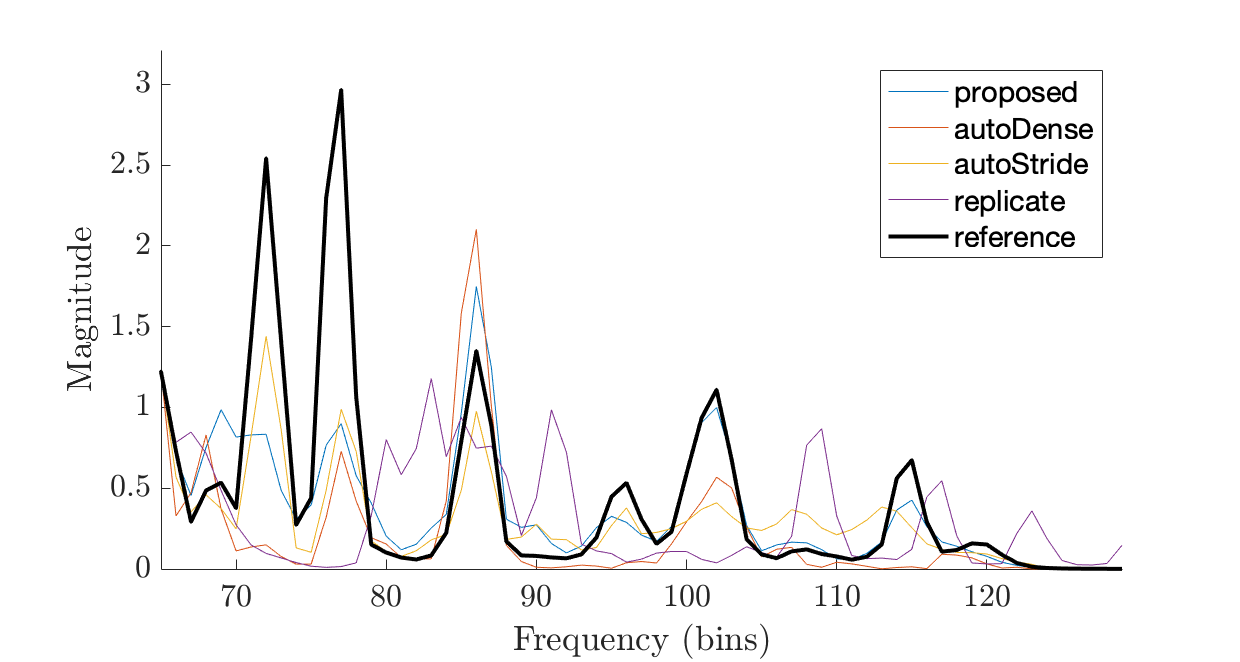 3
2.5
2
1.5
1
0.5
0
Magnitude
70 80 90 100 110 120
Frequency (bins)
proposed
autoDense
autoStride
replicate
reference